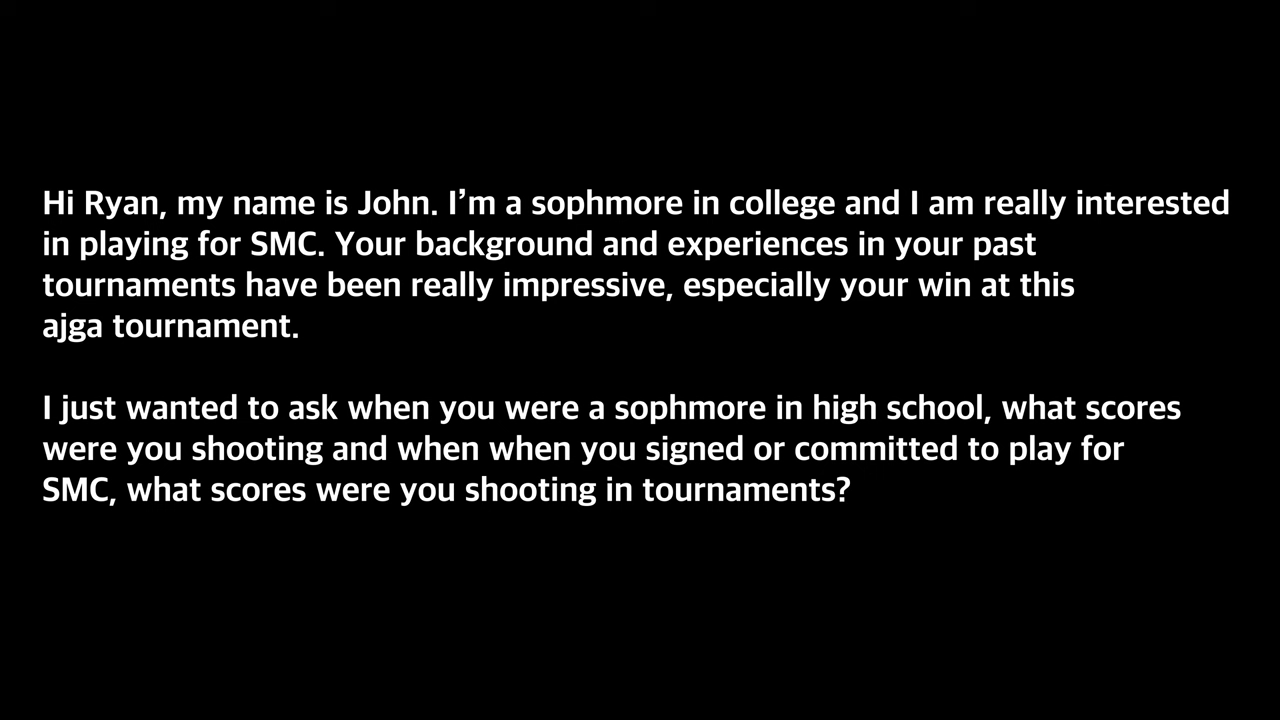 Hi Ryan, my name is John. I’m a sophmore in college and I am really interested
in playing for SMC. Your background and experiences in your past
tournaments have been really impressive, especially your win at this
ajga tournament.
I just wanted to ask when you were a sophmore in high school, what scores
were you shooting and when when you signed or committed to play for
SMC, what scores were you shooting in tournaments?